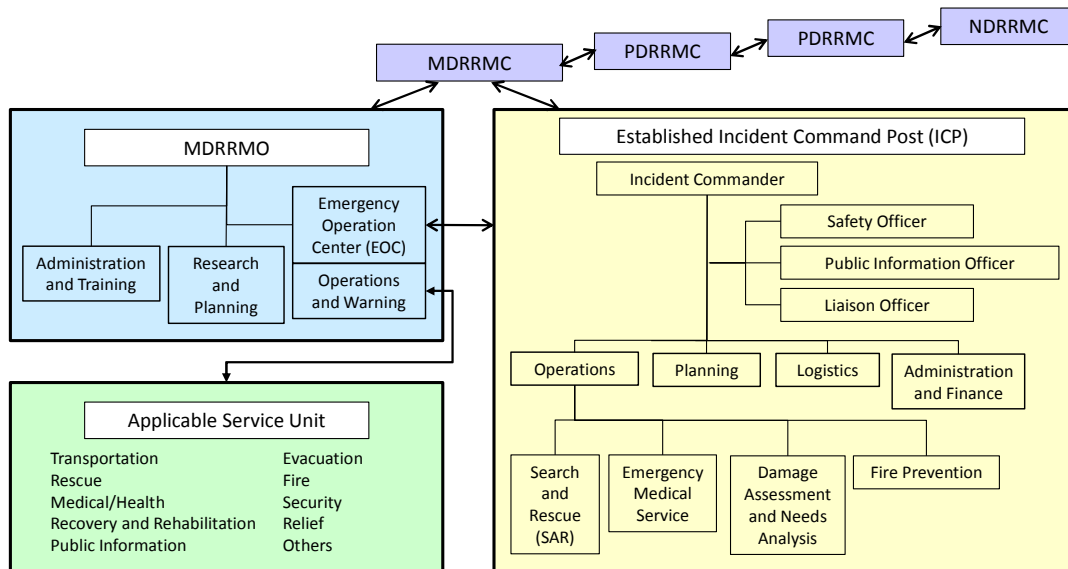 NDRRMC
PDRRMC
PDRRMC
MDRRMC
MDRRMO
Emergency
Operation
Center (EOC)
Administration
and Training
Research
and
Planning
Operations
and Warning
Applicable Service Unit
Transportation
Rescue
Medical/Health
Recovery and Rehabilitation
Public Information
Evacuation
Fire
Security
Relief
Others
Established Incident Command Post (ICP)
Incident Commander
Safety Officer
Public Information Officer
Liaison Officer
Operations
Planning
Logistics
Administration
and Finance
Search
and
Rescue
(SAR)
Emergency
Medical
Service
Damage
Assessment
and Needs
Analysis
Fire Prevention